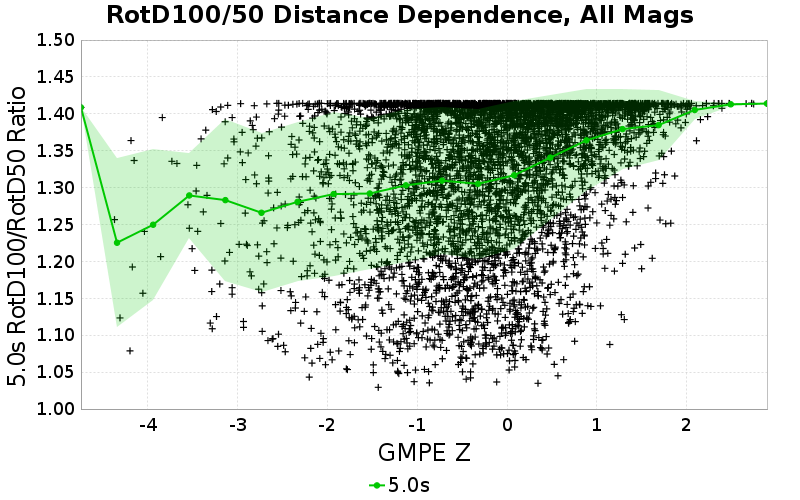 RotD100/50 Distance Dependence, All Mags
5.0s RotD100/RotD50 Ratio
1.50
1.45
1.40
1.35
1.30
1.25
1.20
1.15
1.10
1.05
1.00
-4 -3 -2 -1 0 1 2
GMPE Z
5.0s